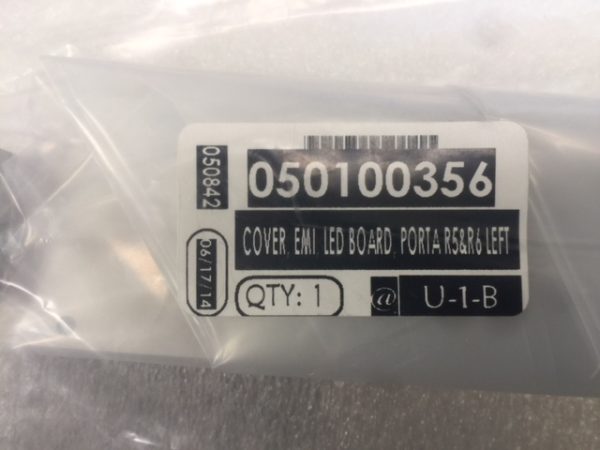 050842
050100356
COVER, EMI, LED BOARD, PORTA R5&R6 LEFT
06/17/14
QTY: 1
@ U-1-B